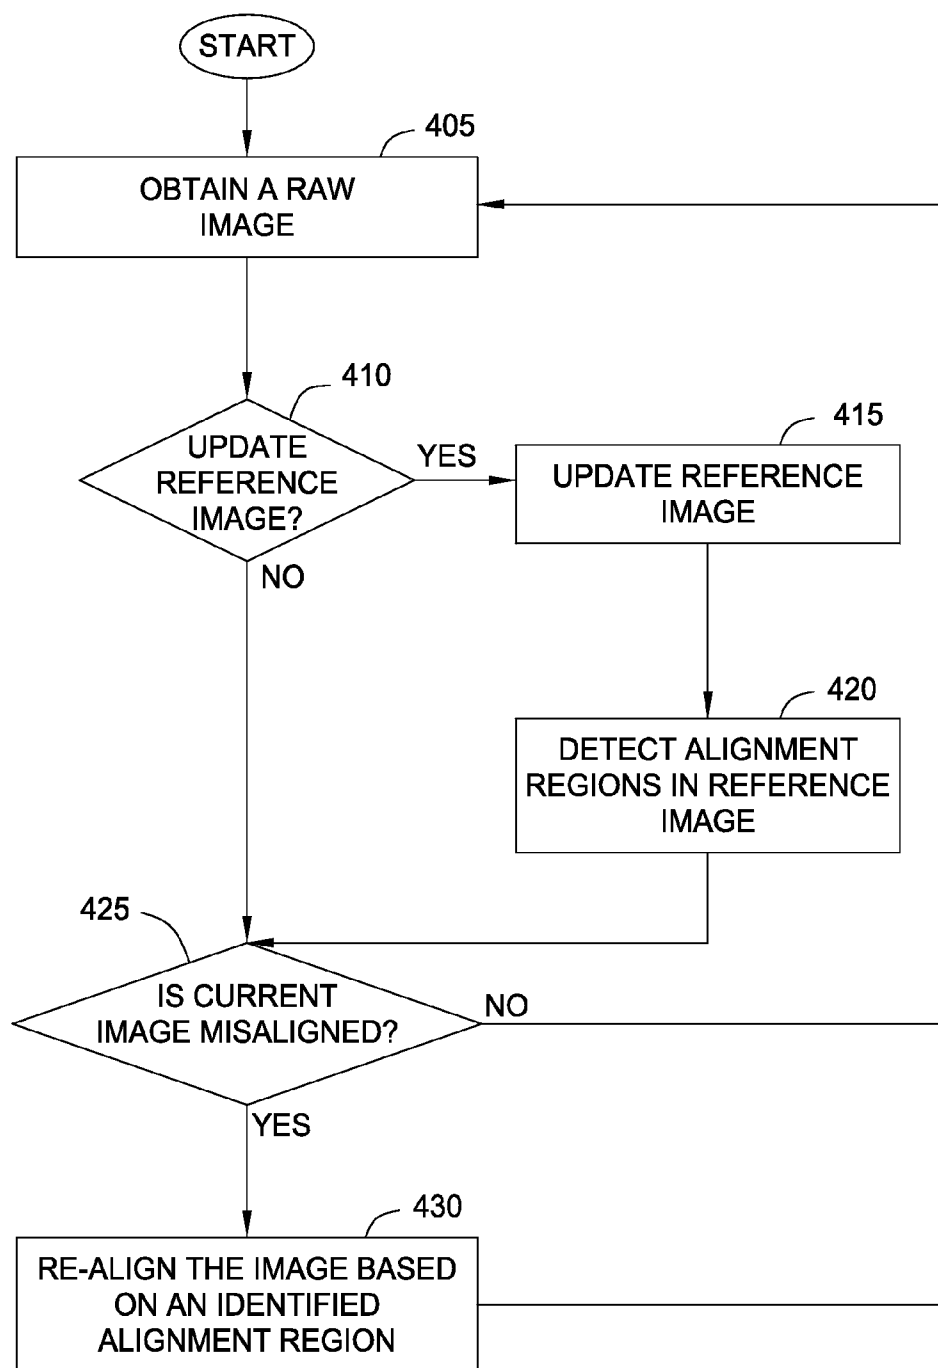 START
405
OBTAIN A RAW
IMAGE
410
UPDATE
REFERENCE
IMAGE?
YES
NO
415
UPDATE REFERENCE
IMAGE
420
DETECT ALIGNMENT
REGIONS IN REFERENCE
IMAGE
425
IS CURRENT
IMAGE MISALIGNED?
NO
YES
430
RE-ALIGN THE IMAGE BASED
ON AN IDENTIFIED
ALIGNMENT REGION